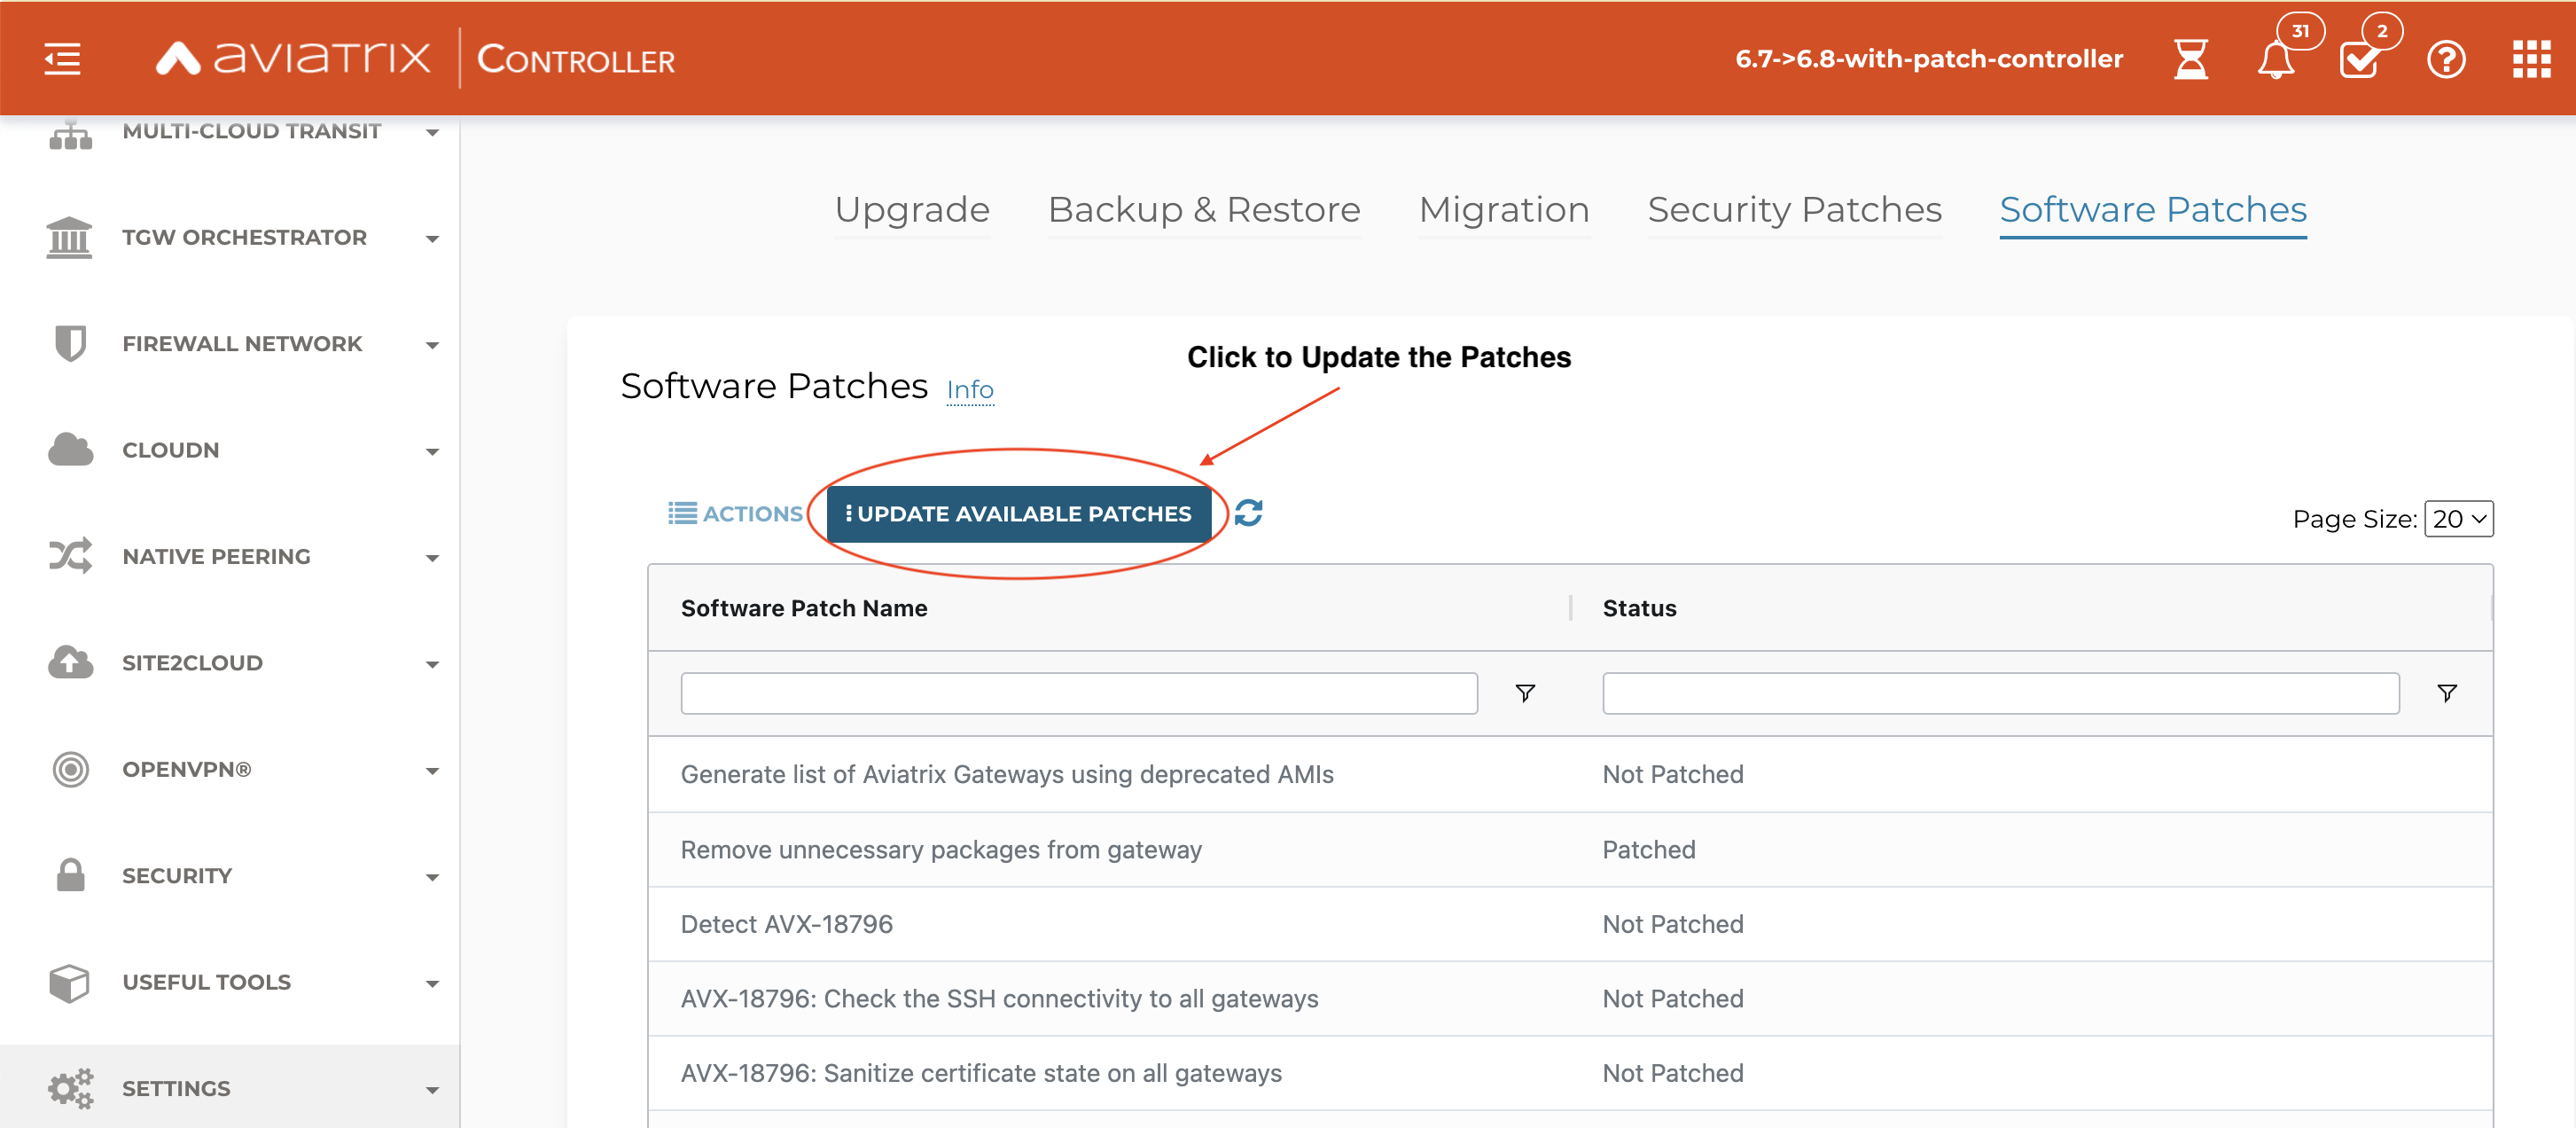 aviatrix CONTROLLER
6.7->6.8-with-patch-controller
31
2
MULTI-CLOUD TRANSIT
TGW ORCHESTRATOR
FIREWALL NETWORK
CLOUDN
NATIVE PEERING
SITE2CLOUD
OPENVPN®
SECURITY
USEFUL TOOLS
SETTINGS
Upgrade Backup & Restore Migration Security Patches Software Patches
Click to Update the Patches
Software Patches Info
ACTIONS UPDATE AVAILABLE PATCHES
Page Size: 20
Software Patch Name Status
Generate list of Aviatrix Gateways using deprecated AMIs Not Patched
Remove unnecessary packages from gateway Patched
Detect AVX-18796 Not Patched
AVX-18796: Check the SSH connectivity to all gateways Not Patched
AVX-18796: Sanitize certificate state on all gateways Not Patched